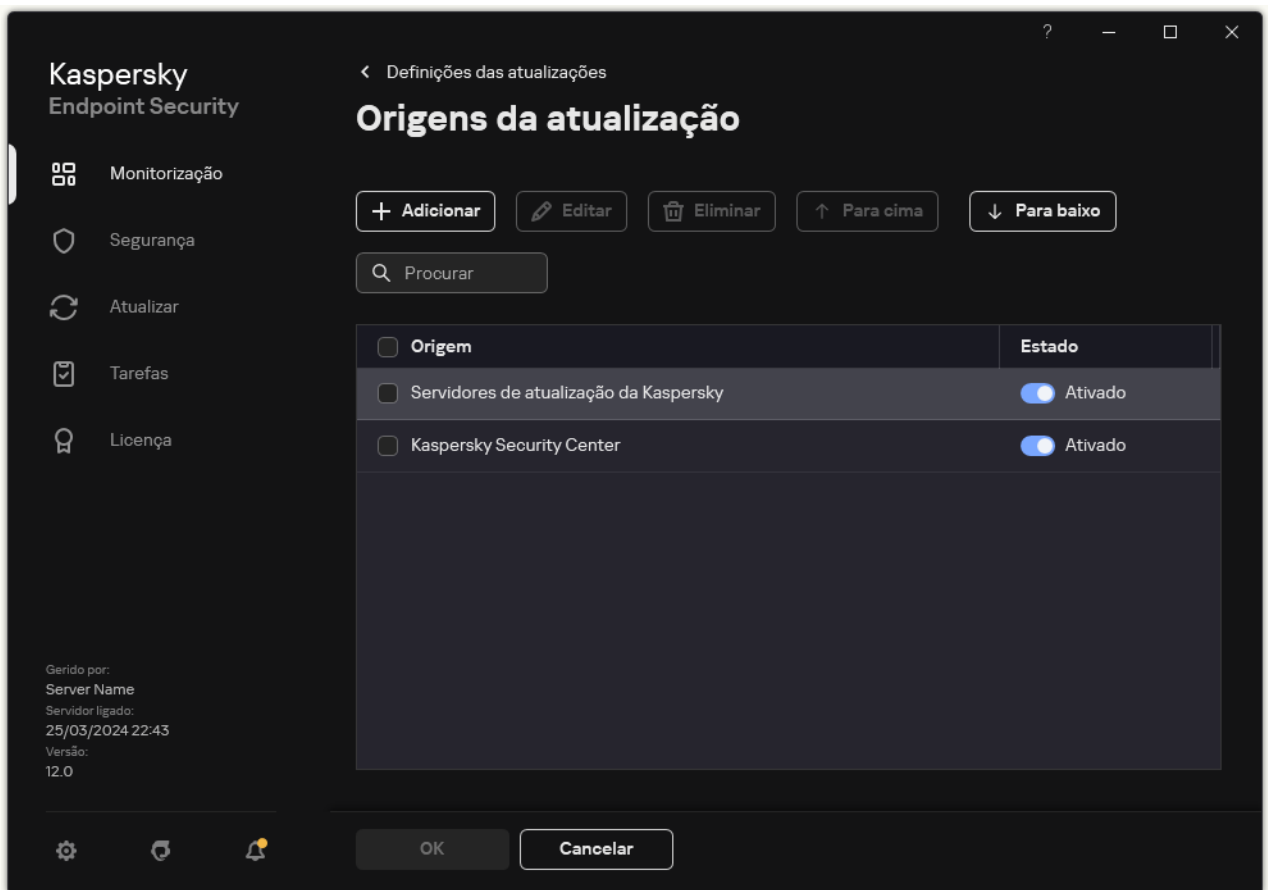 ?
Kaspersky
Endpoint Security
Monitorização
Segurança
Atualizar
Tarefas
Licença
Gerido por:
Server Name
Servidor ligado:
25/03/2024 22:43
Versão:
12.0
Definições das atualizações
Origens da atualização
Adicionar Editar Eliminar Para cima Para baixo
Procurar
Origem Estado
Servidores de atualização da Kaspersky Ativado
Kaspersky Security Center Ativado
OK Cancelar